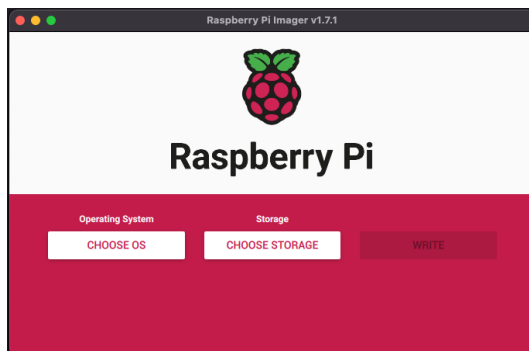 Raspberry Pi Imager v1.7.1
Raspberry Pi
Operating System
Storage
CHOOSE OS
CHOOSE STORAGE
WRITE